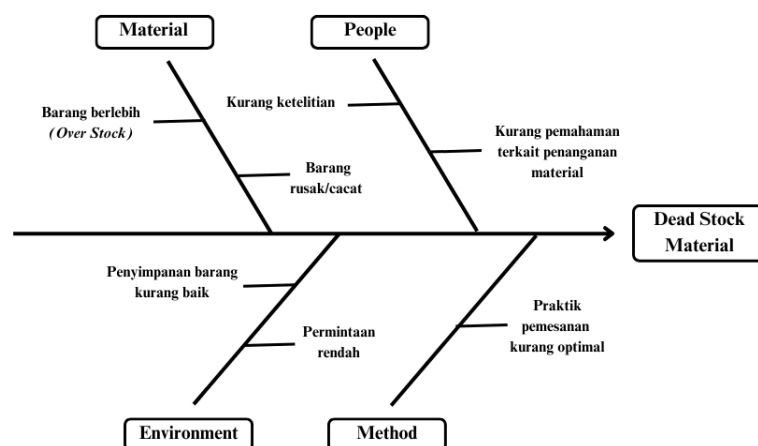 Material
People
Kurang ketelitian
Barang berlebih
(Over Stock)
Kurang pemahaman
terkait penanganan
material
Barang
rusak/cacat
Dead Stock
Material
Penyimpanan barang
kurang baik
Praktik
pemesanan
kurang optimal
Permintaan
rendah
Environment
Method